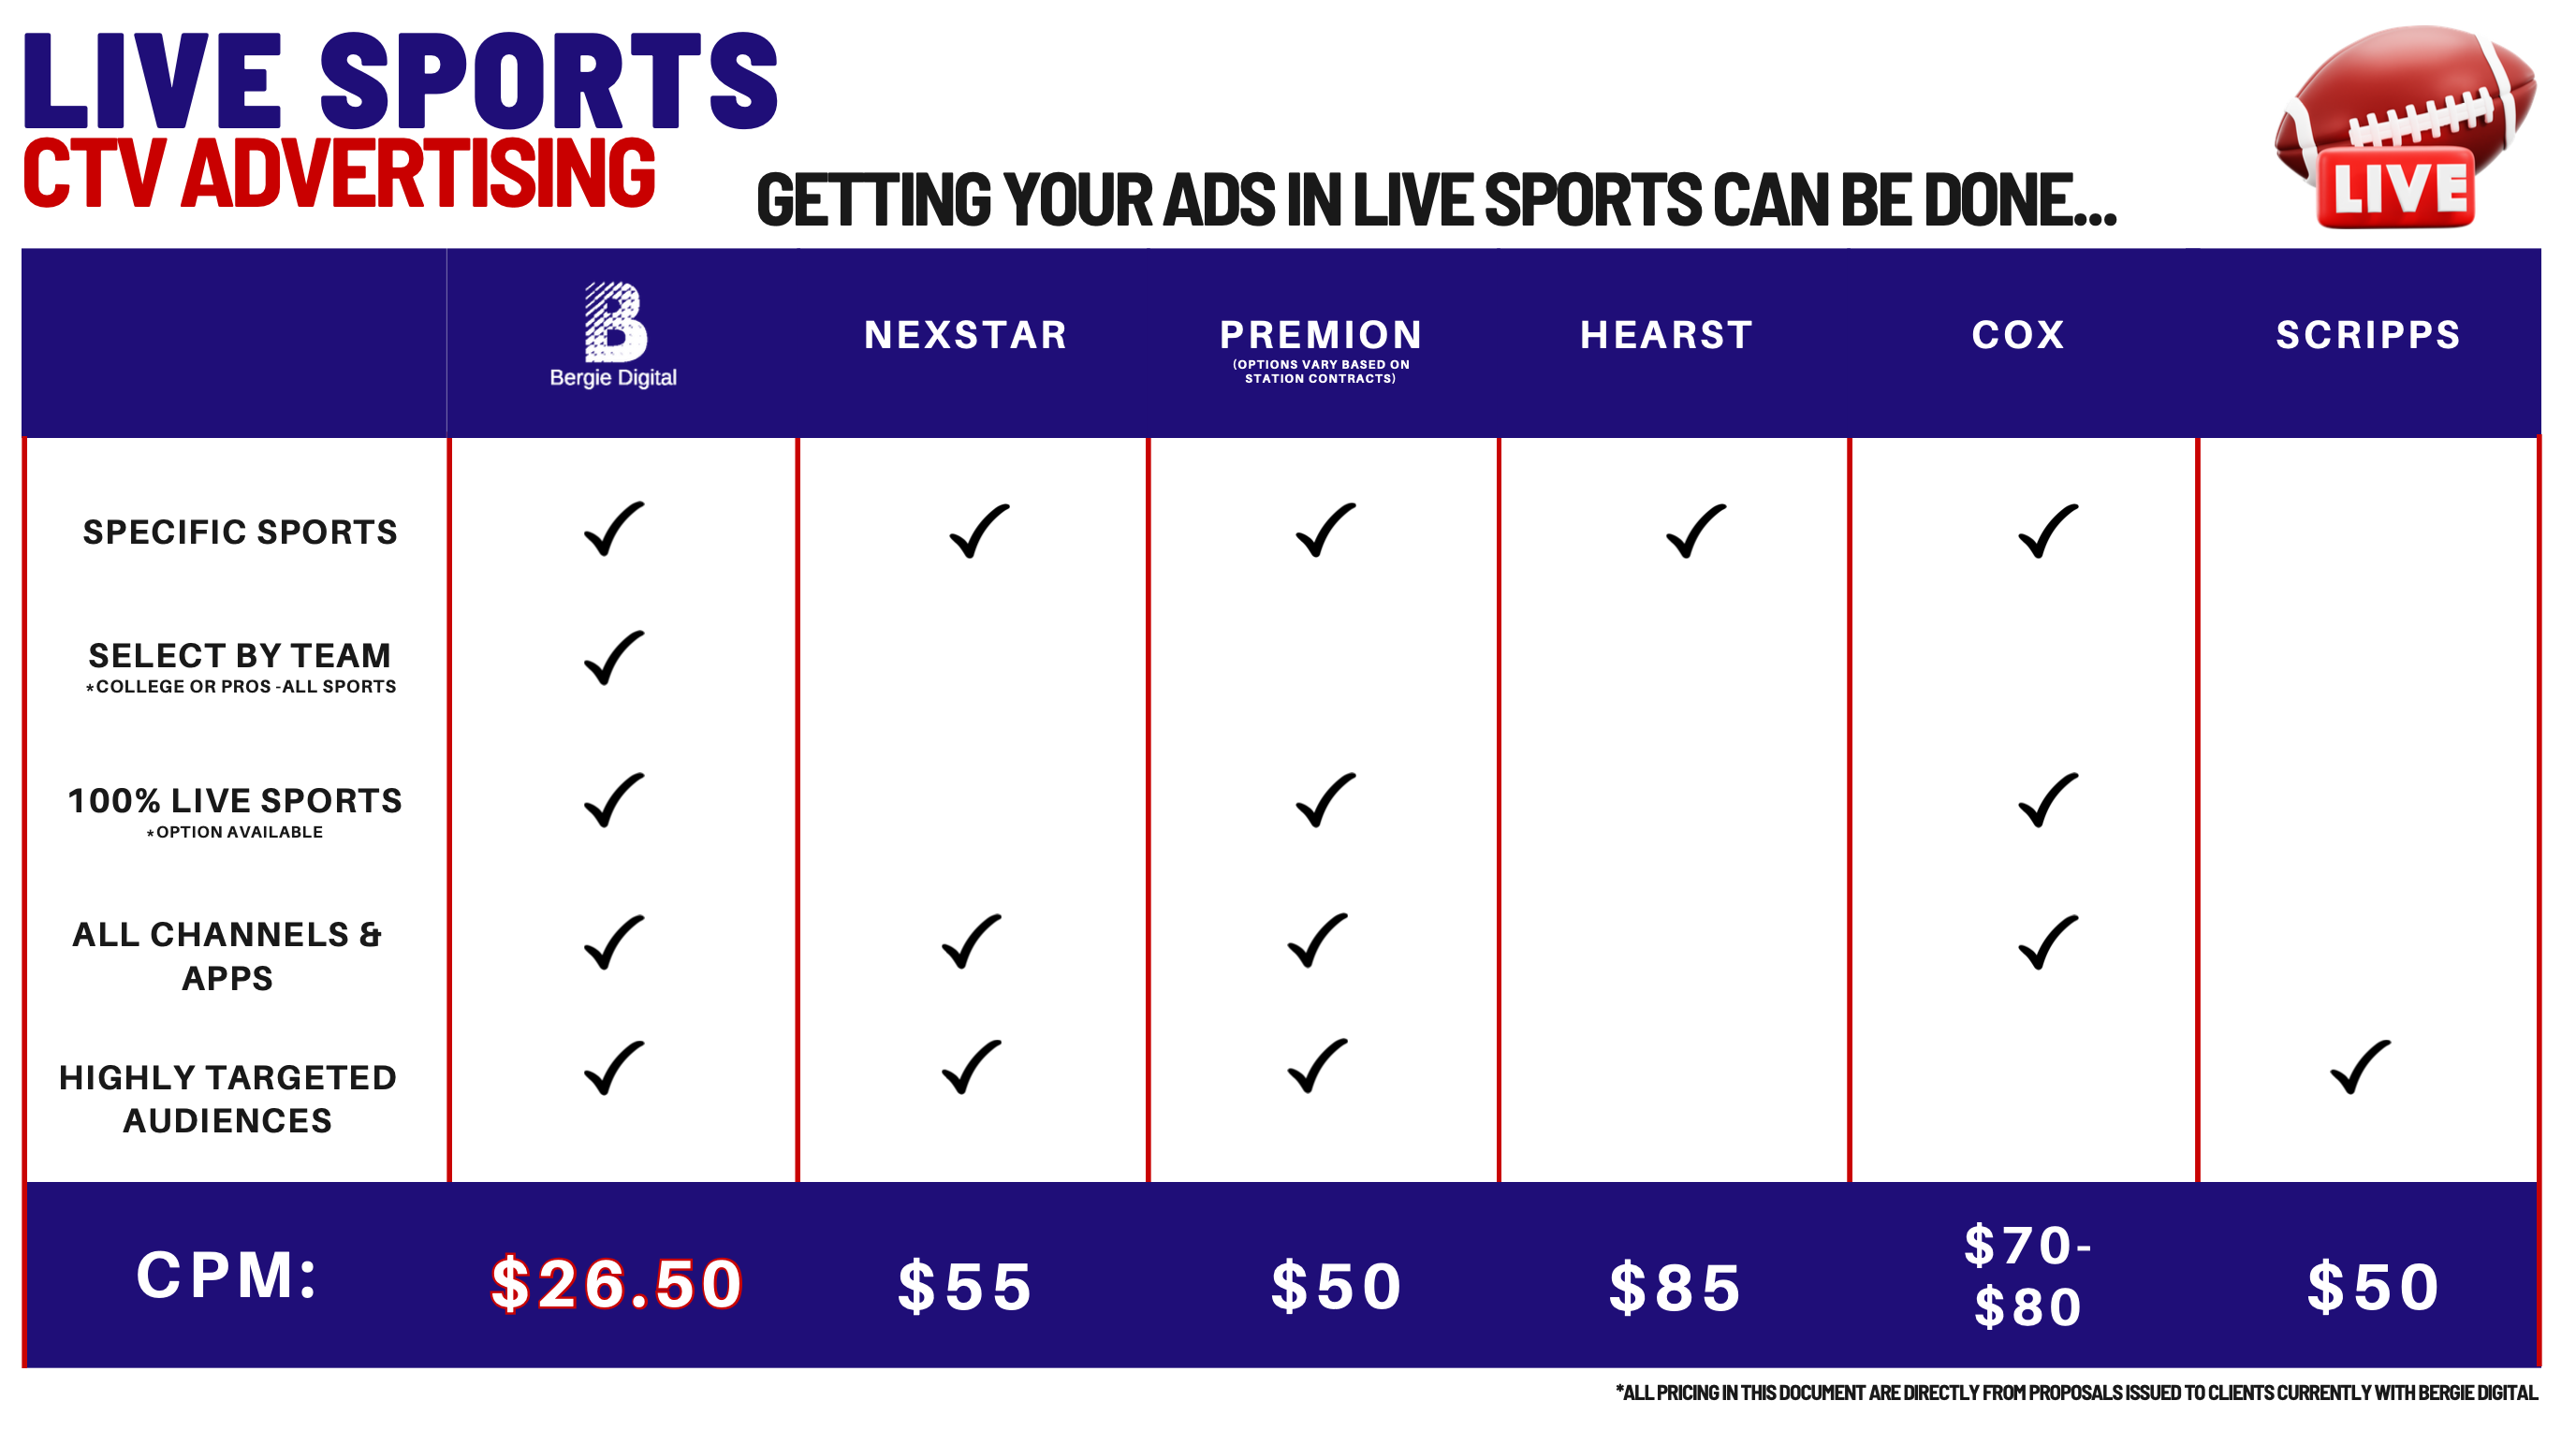 LIVE SPORTS
CTV ADVERTISING
GETTING YOUR ADS IN LIVE SPORTS CAN BE DONE...
LIVE
B
Bergie Digital
NEXSTAR
PREMION
(OPTIONS VARY BASED ON
STATION CONTRACTS)
HEARST
COX
SCRIPPS
SPECIFIC SPORTS
SELECT BY TEAM
*COLLEGE OR PROS -ALL SPORTS
100% LIVE SPORTS
*OPTION AVAILABLE
ALL CHANNELS &
APPS
HIGHLY TARGETED
AUDIENCES
CPM:
$26.50
$55
$50
$85
$70-
$80
$50
*ALL PRICING IN THIS DOCUMENT ARE DIRECTLY FROM PROPOSALS ISSUED TO CLIENTS CURRENTLY WITH BERGIE DIGITAL